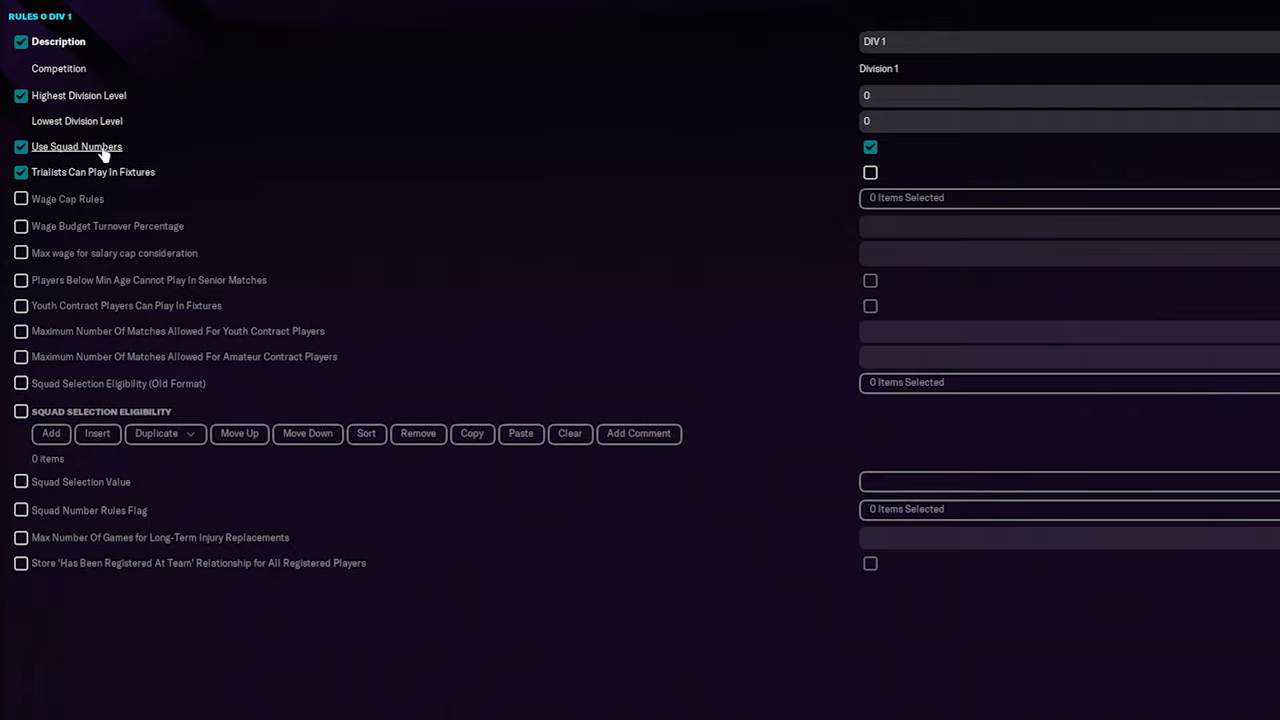 RULES 0 DIV 1
Description DIV 1
Competition Division 1
Highest Division Level 0
Lowest Division Level 0
Use Squad Numbers
Trialists Can Play In Fixtures
Wage Cap Rules 0 Items Selected
Wage Budget Turnover Percentage
Max wage for salary cap consideration
Players Below Min Age Cannot Play In Senior Matches
Youth Contract Players Can Play In Fixtures
Maximum Number Of Matches Allowed For Youth Contract Players
Maximum Number Of Matches Allowed For Amateur Contract Players
Squad Selection Eligibility (Old Format) 0 Items Selected
SQUAD SELECTION ELIGIBILITY
Add Insert Duplicate Move Up Move Down Sort Remove Copy Paste Clear Add Comment
0 items
Squad Selection Value
Squad Number Rules Flag 0 Items Selected
Max Number Of Games for Long-Term Injury Replacements
Store 'Has Been Registered At Team' Relationship for All Registered Players